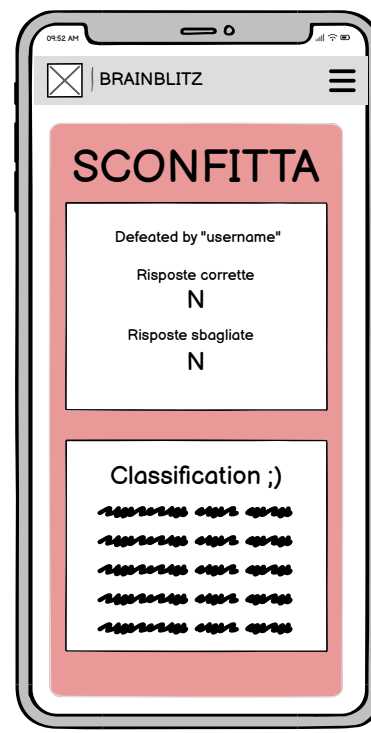 09:52 AM
BRAINBLITZ
SCONFITTA
Defeated by "username"
Risposte corrette
N
Risposte sbagliate
N
Classification ;)